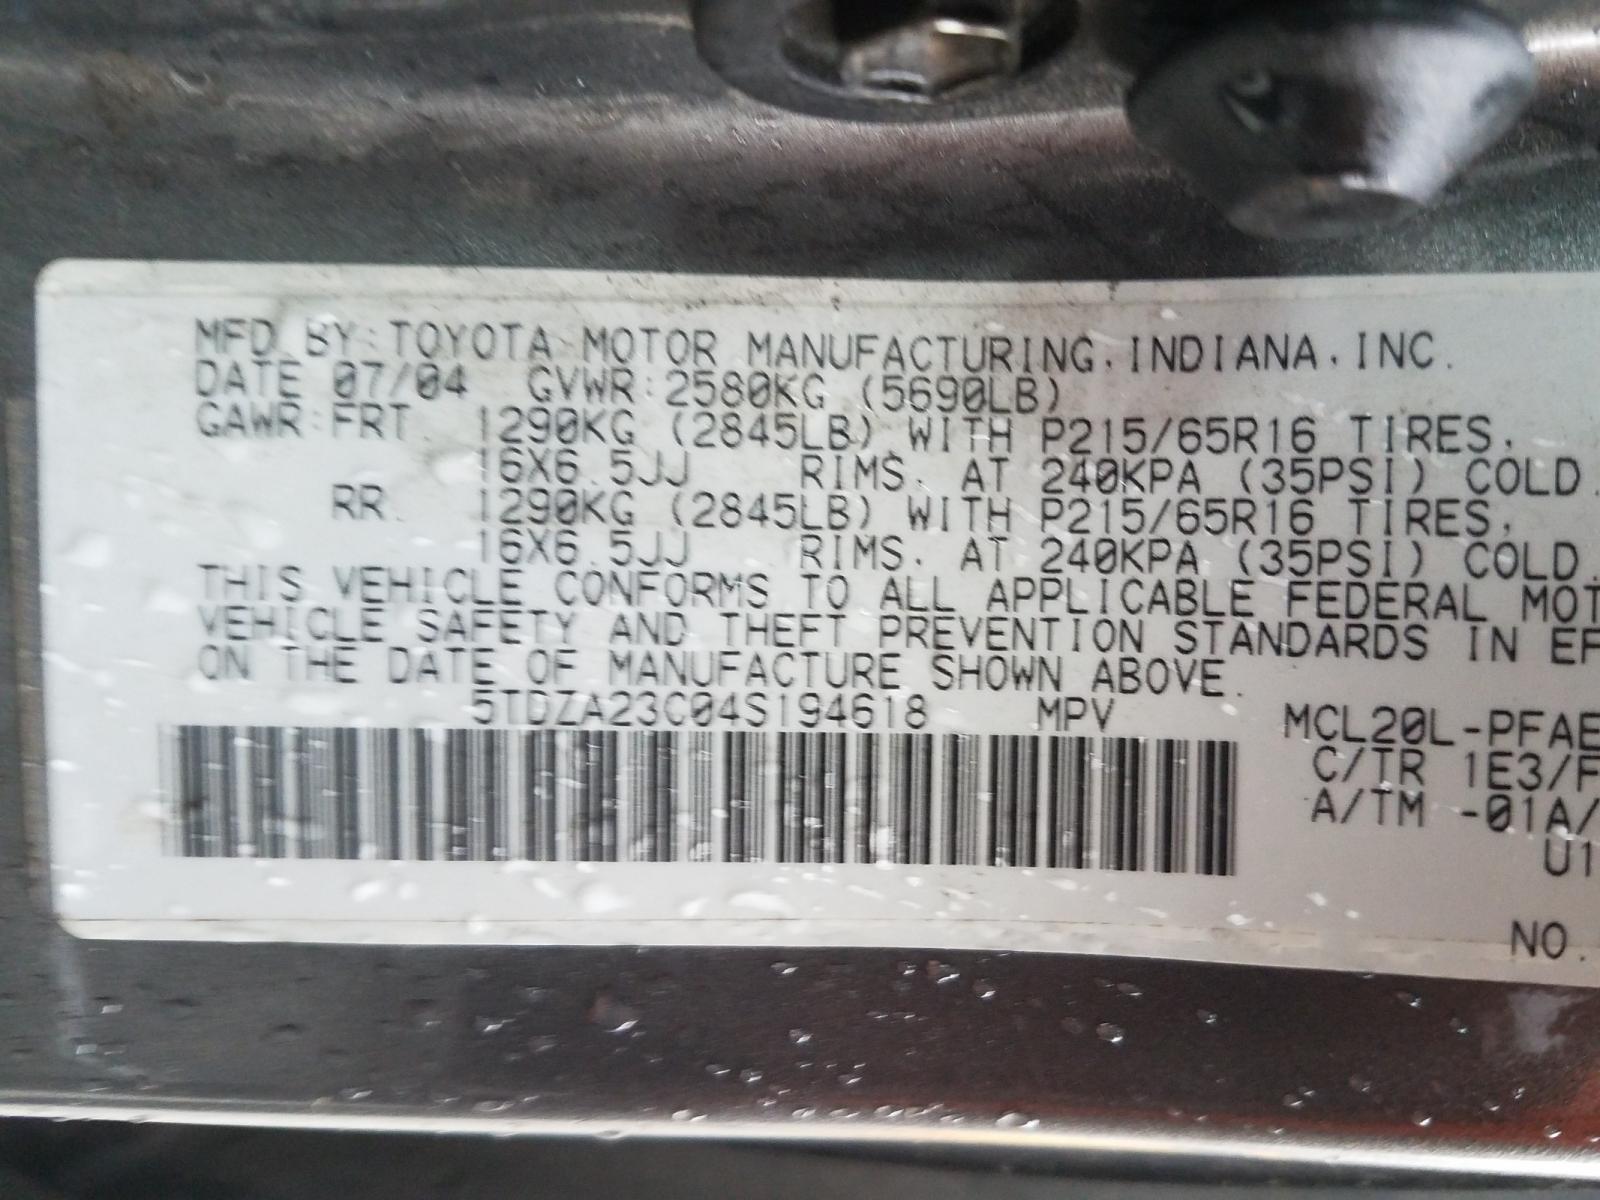 MFD BY:TOYOTA MOTOR MANUFACTURING, INDIANA, INC.
DATE 07/04 GVWR:2580KG (5690LB)
GAWR:FRT. 1290KG (2845LB) WITH P215/65R16 TIRES,
16X6.5JJ RIMS, AT 240KPA (35PSI) COLD.
RR. 1290KG (2845LB) WITH P215/65R16 TIRES,
16X6.5JJ RIMS, AT 240KPA (35PSI) COLD.
THIS VEHICLE CONFORMS TO ALL APPLICABLE FEDERAL MOT
VEHICLE SAFETY AND THEFT PREVENTION STANDARDS IN EF
ON THE DATE OF MANUFACTURE SHOWN ABOVE.
5TDZA23C04S194618 MPV MCL20L-PFAE
C/TR 1E3/F
A/TM -01A/
U1
NO.